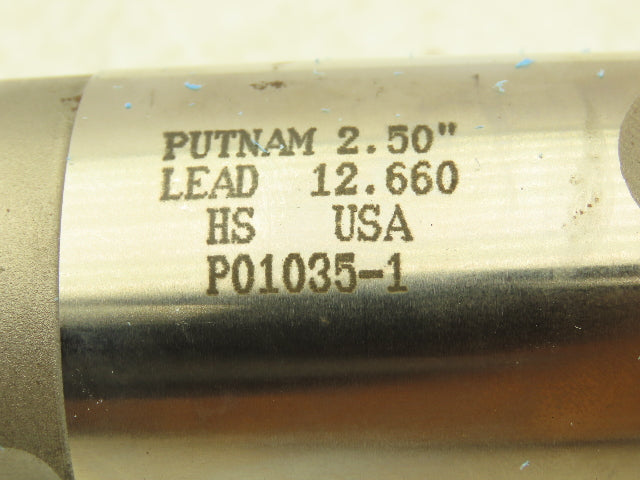 PUTNAM 2.50"
LEAD 12.660
HS USA
P01035-1